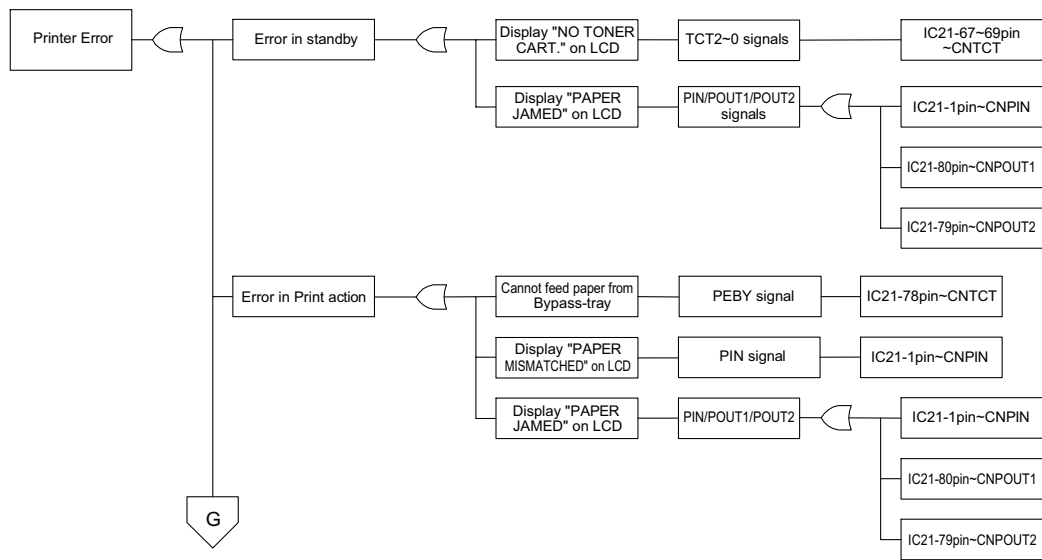 Printer Error
Error in standby
Display "NO TONER
CART." on LCD
TCT2~0 signals
IC21-67~69pin
~CNTCT
Display "PAPER
JAMED" on LCD
PIN/POUT1/POUT2
signals
IC21-1pin~CNPIN
IC21-80pin~CNPOUT1
IC21-79pin~CNPOUT2
Error in Print action
Cannot feed paper from
Bypass-tray
PEBY signal
IC21-78pin~CNTCT
Display "PAPER
MISMATCHED" on LCD
PIN signal
IC21-1pin~CNPIN
Display "PAPER
JAMED" on LCD
PIN/POUT1/POUT2
IC21-1pin~CNPIN
IC21-80pin~CNPOUT1
IC21-79pin~CNPOUT2
G